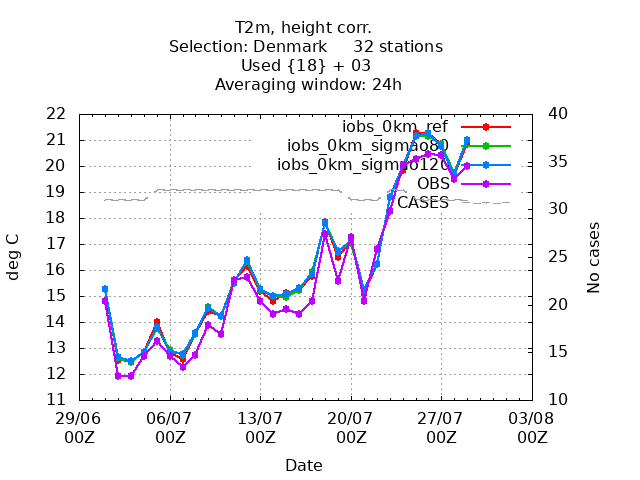 T2m, height corr.
Selection: Denmark     32 stations
Used {18} + 03
Averaging window: 24h
22
21
20
19
18
17
16
15
14
13
12
11
40
35
30
25
20
15
10
iobs_0km_ref
iobs_0km_sigmao80
iobs_0km_sigmao120
OBS
CASES
deg C
No cases
29/06 06/07 13/07 20/07 27/07 03/08
00Z 00Z 00Z 00Z 00Z 00Z
Date